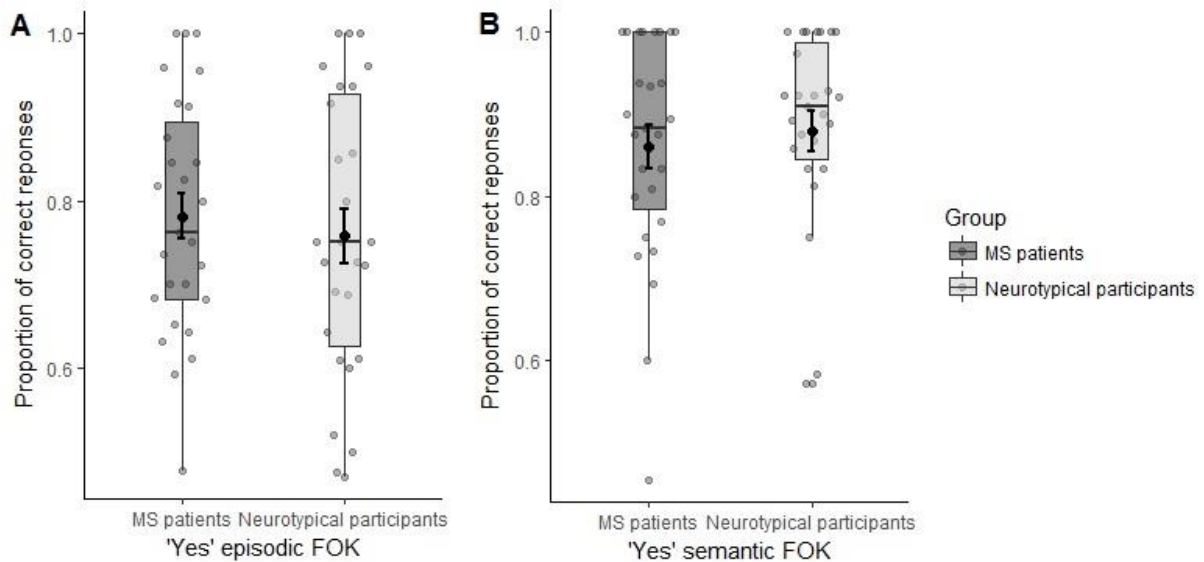 A
Proportion of correct reponses
1.0
0.8
0.6
MS patients
Neurotypical participants
'Yes' episodic FOK
B
Proportion of correct reponses
1.0
0.8
0.6
MS patients
Neurotypical participants
'Yes' semantic FOK
Group
MS patients
Neurotypical participants